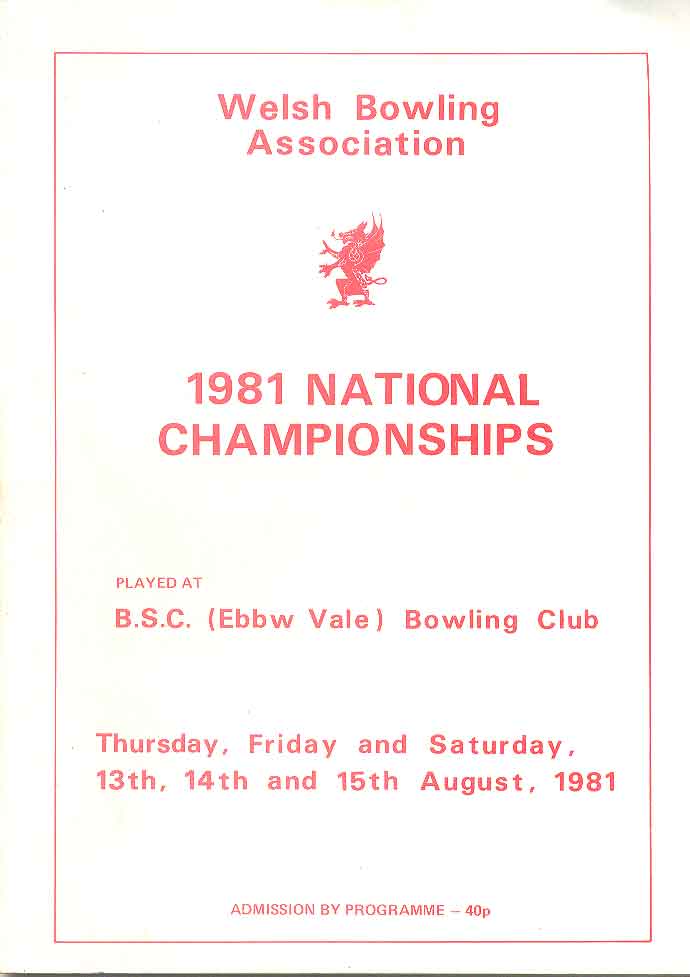 Welsh Bowling
Association
1981 NATIONAL
CHAMPIONSHIPS
PLAYED AT
B.S.C. (Ebbw Vale) Bowling Club
Thursday, Friday and Saturday,
13th, 14th and 15th August, 1981
ADMISSION BY PROGRAMME – 40p